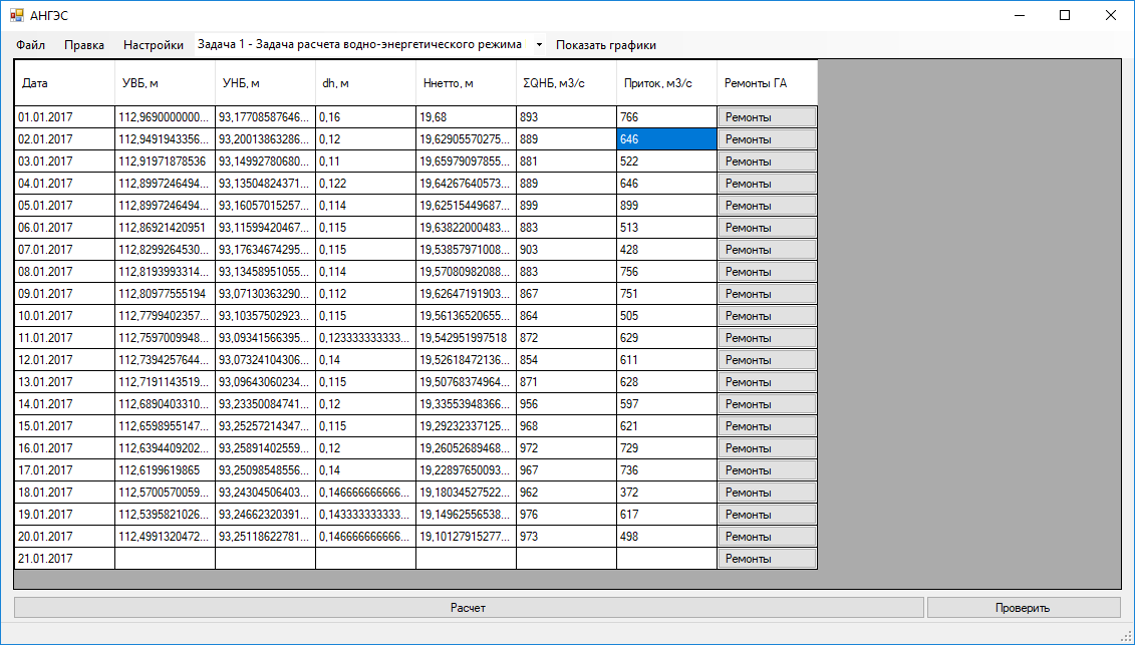 АНГЭС
Файл Правка Настройки Задача 1 - Задача расчета водно-энергетического режима Показать графики
Дата УВБ, м УНБ, м dh, м Hнетто, м ΣQНБ, м3/с Приток, м3/с Ремонты ГА
01.01.2017 112,9690000000... 93,17708587646... 0,16 19,68 893 766 Ремонты
02.01.2017 112,9491943356... 93,20013863286... 0,12 19,62905570275... 889 646 Ремонты
03.01.2017 112,91971878536 93,14992780680... 0,11 19,65979097855... 881 522 Ремонты
04.01.2017 112,8997246494... 93,13504824371... 0,122 19,64267640573... 889 646 Ремонты
05.01.2017 112,8997246494... 93,16057015257... 0,114 19,62515449687... 899 899 Ремонты
06.01.2017 112,86921420951 93,11599420467... 0,115 19,63822000483... 883 513 Ремонты
07.01.2017 112,8299264530... 93,17634674295... 0,115 19,53857971008... 903 428 Ремонты
08.01.2017 112,8193993314... 93,13458951055... 0,114 19,57080982088... 883 756 Ремонты
09.01.2017 112,80977555194 93,07130363290... 0,112 19,62647191903... 867 751 Ремонты
10.01.2017 112,7799402357... 93,10357502923... 0,115 19,56136520655... 864 505 Ремонты
11.01.2017 112,7597009948... 93,09341566395... 0,123333333333... 19,542951997518 872 629 Ремонты
12.01.2017 112,7394257644... 93,07324104306... 0,14 19,52618472136... 854 611 Ремонты
13.01.2017 112,7191143519... 93,09643060234... 0,115 19,50768374964... 871 628 Ремонты
14.01.2017 112,6890403310... 93,23350084741... 0,12 19,33553948366... 956 597 Ремонты
15.01.2017 112,6598955147... 93,25257214347... 0,115 19,29232337125... 968 621 Ремонты
16.01.2017 112,6394409202... 93,25891402559... 0,12 19,26052689468... 972 729 Ремонты
17.01.2017 112,6199619865 93,25098548556... 0,14 19,22897650093... 967 736 Ремонты
18.01.2017 112,5700570059... 93,24304506403... 0,146666666666... 19,18034527522... 962 372 Ремонты
19.01.2017 112,5395821026... 93,24662320391... 0,143333333333... 19,14962556538... 976 617 Ремонты
20.01.2017 112,4991320472... 93,25118622781... 0,146666666666... 19,10127915277... 973 498 Ремонты
21.01.2017 Ремонты
Расчет Проверить